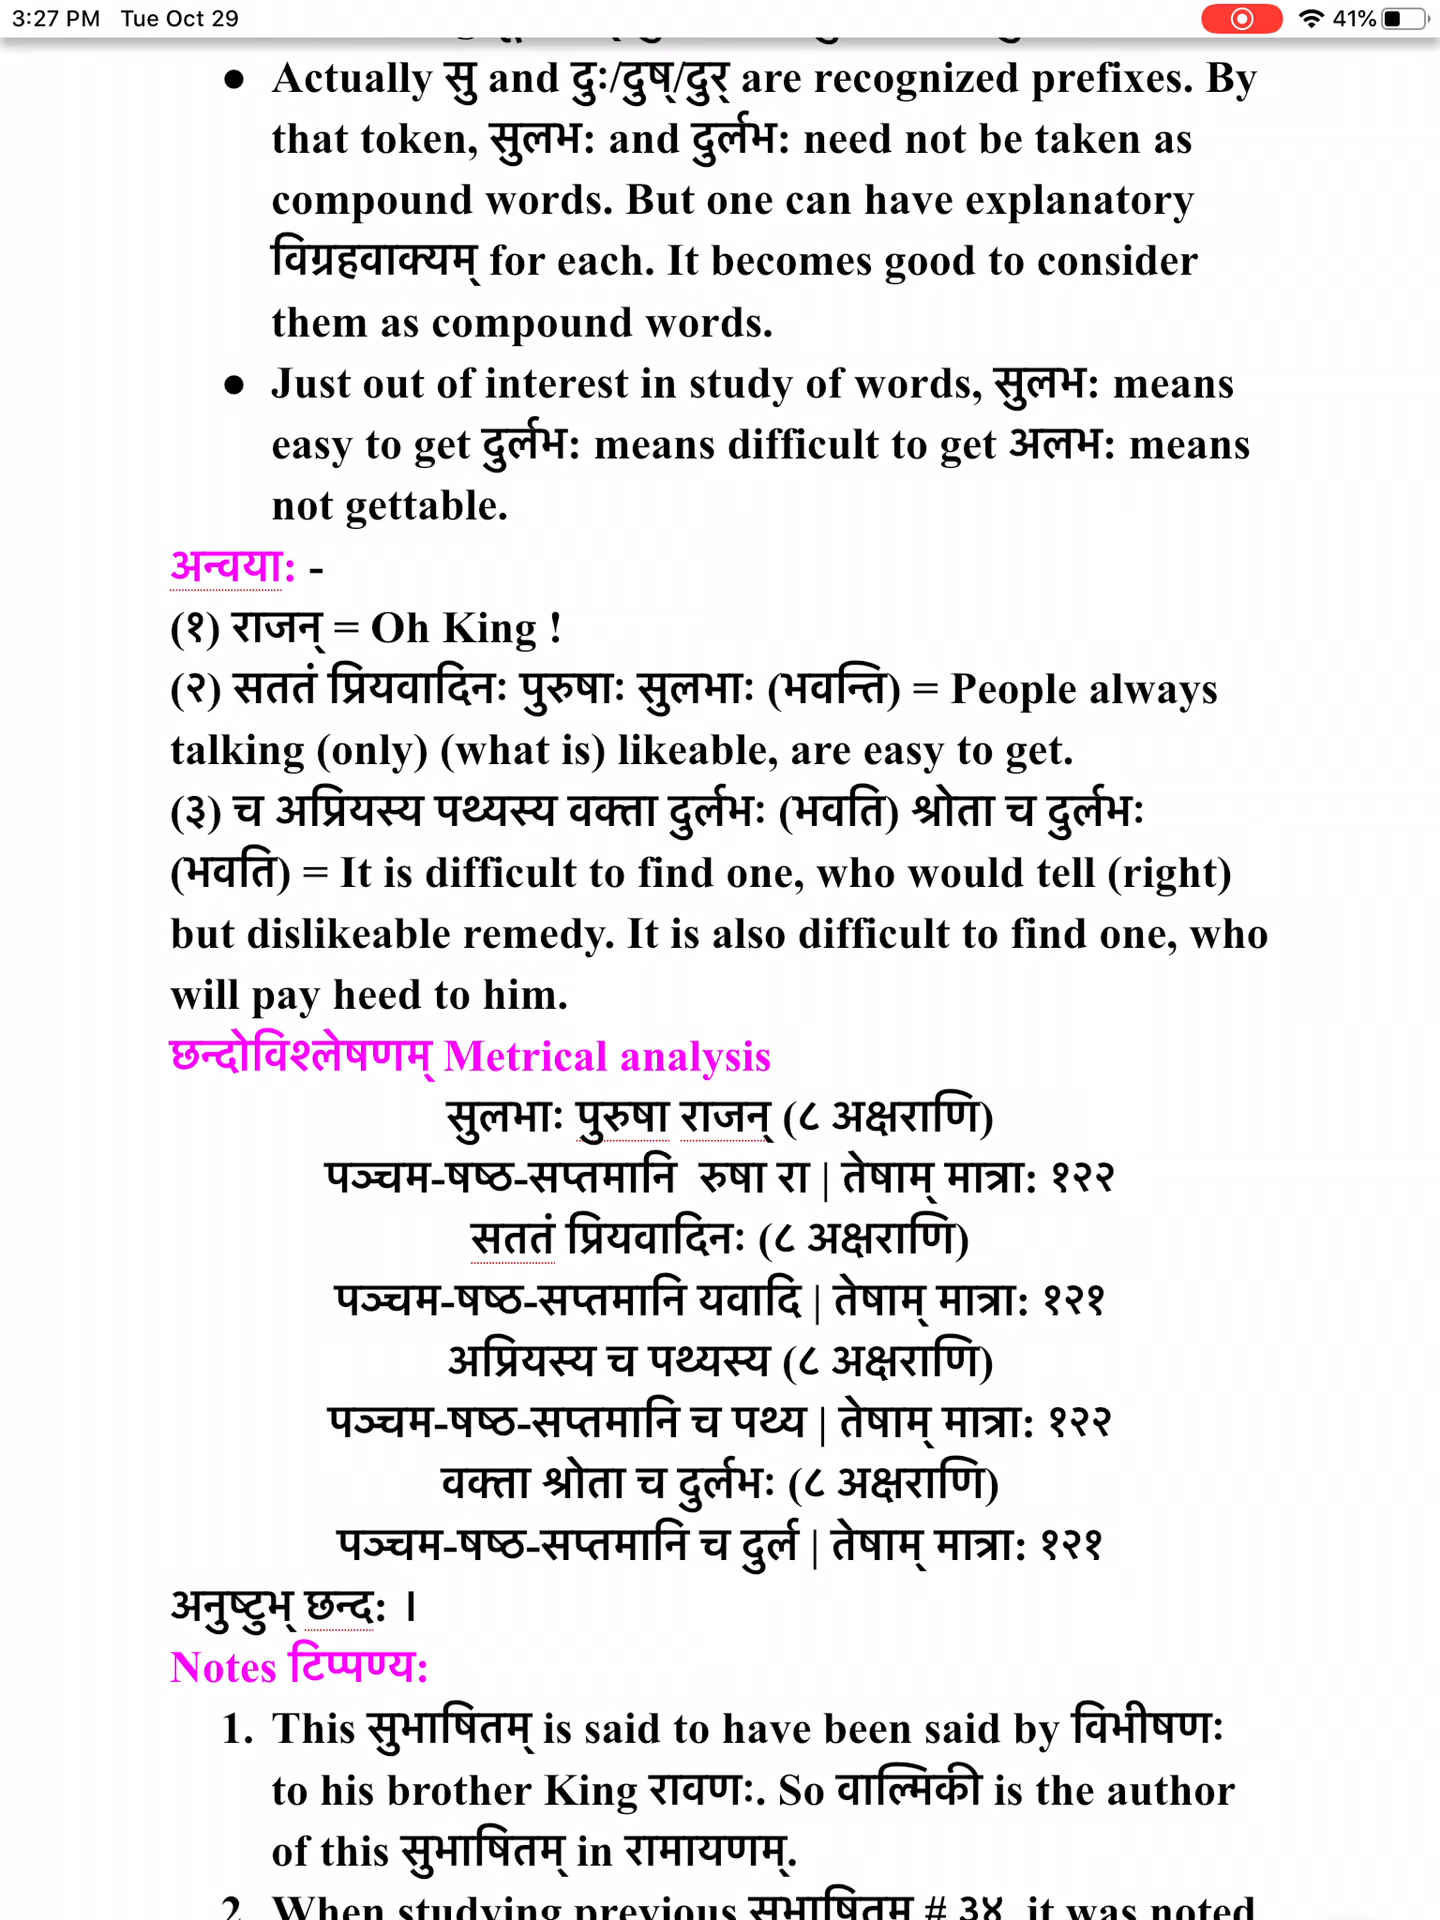 3:27 PM Tue Oct 29 41%
● Actually सु and दुः/दुष्/दुर् are recognized prefixes. By
that token, सुलभ: and दुर्लभ: need not be taken as
compound words. But one can have explanatory
विग्रहवाक्यम् for each. It becomes good to consider
them as compound words.
● Just out of interest in study of words, सुलभ: means
easy to get दुर्लभ: means difficult to get अलभ: means
not gettable.
अन्वया: -
(१) राजन् = Oh King !
(२) सततं प्रियवादिनः पुरुषाः सुलभाः (भवन्ति) = People always
talking (only) (what is) likeable, are easy to get.
(३) च अप्रियस्य पथ्यस्य वक्ता दुर्लभः (भवति) श्रोता च दुर्लभः
(भवति) = It is difficult to find one, who would tell (right)
but dislikeable remedy. It is also difficult to find one, who
will pay heed to him.
छन्दोविश्लेषणम् Metrical analysis
सुलभाः पुरुषा राजन् (८ अक्षराणि)
पञ्चम-षष्ठ-सप्तमानि रुषा रा | तेषाम् मात्रा: १२२
सततं प्रियवादिनः (८ अक्षराणि)
पञ्चम-षष्ठ-सप्तमानि यवादि | तेषाम् मात्रा: १२१
अप्रियस्य च पथ्यस्य (८ अक्षराणि)
पञ्चम-षष्ठ-सप्तमानि च पथ्य | तेषाम् मात्रा: १२२
वक्ता श्रोता च दुर्लभः (८ अक्षराणि)
पञ्चम-षष्ठ-सप्तमानि च दुर्ल | तेषाम् मात्रा: १२१
अनुष्टुभ् छन्द: ।
Notes टिप्पण्य:
1. This सुभाषितम् is said to have been said by विभीषणः
to his brother King रावणः. So वाल्मिकी is the author
of this सुभाषितम् in रामायणम्.
2. When studying previous सुभाषितम् # ३४, it was noted